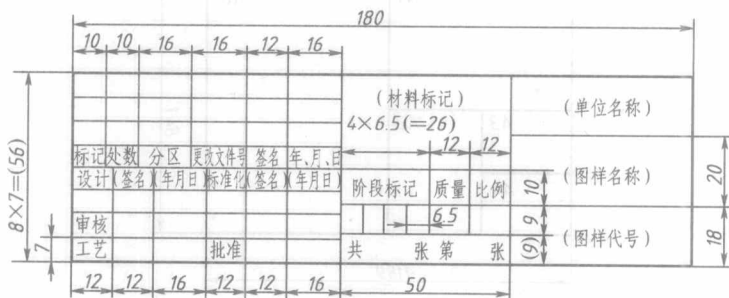 180
10 10 16 16 12 16
(材料标记)
4×6.5(=26)
12 12
(单位名称)
8×7=(56)
标记 处数 分区 更改文件号 签名 年、月、日
设计 (签名) (年月日) 标准化 (签名) (年月日)
阶段标记 质量 比例
10
(图样名称)
20
6.5
9
审核
(图样代号)
18
7
工艺 批准
共 张 第 张
(9)
12 12 16 12 12 16
50